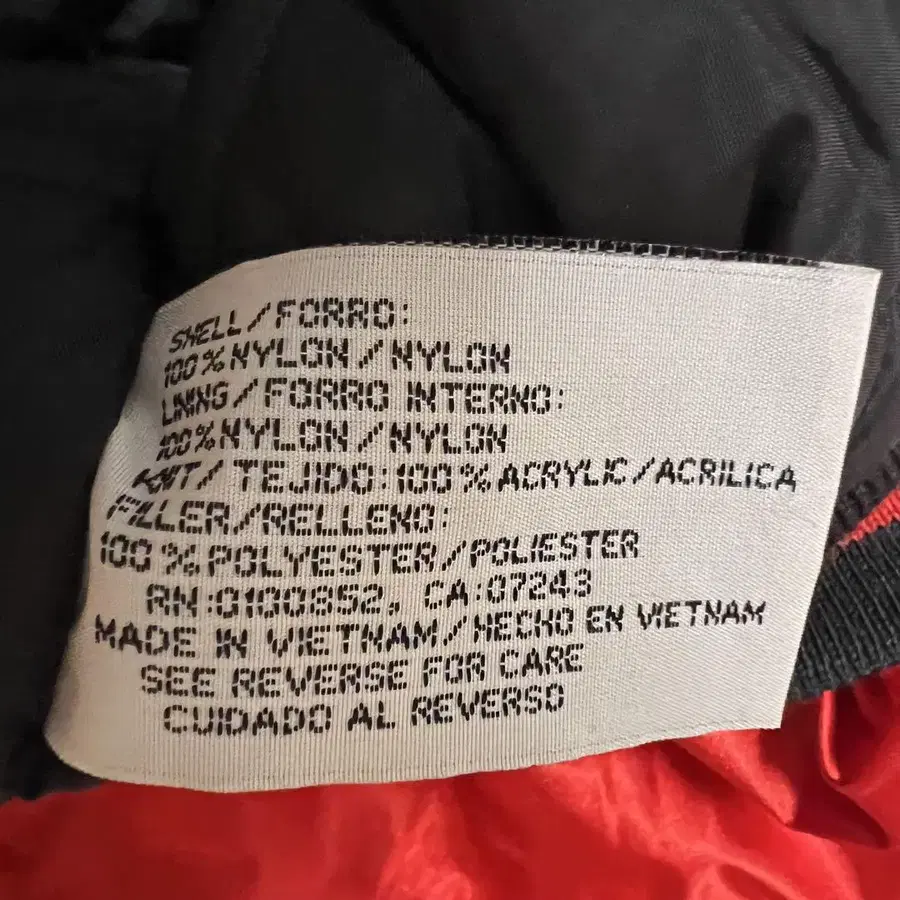 SHELL/FORRO:
100%NYLON/NYLON
LINING/FORRO INTERNO:
100%NYLON/NYLON
KNIT/TEJIDO:100%ACRYLIC/ACRILICA
FILLER/RELLENO:
100%POLYESTER/POLIESTER
RN:0100852, CA:07243
MADE IN VIETNAM/HECHO EN VIETNAM
SEE REVERSE FOR CARE
CUIDADO AL REVERSO